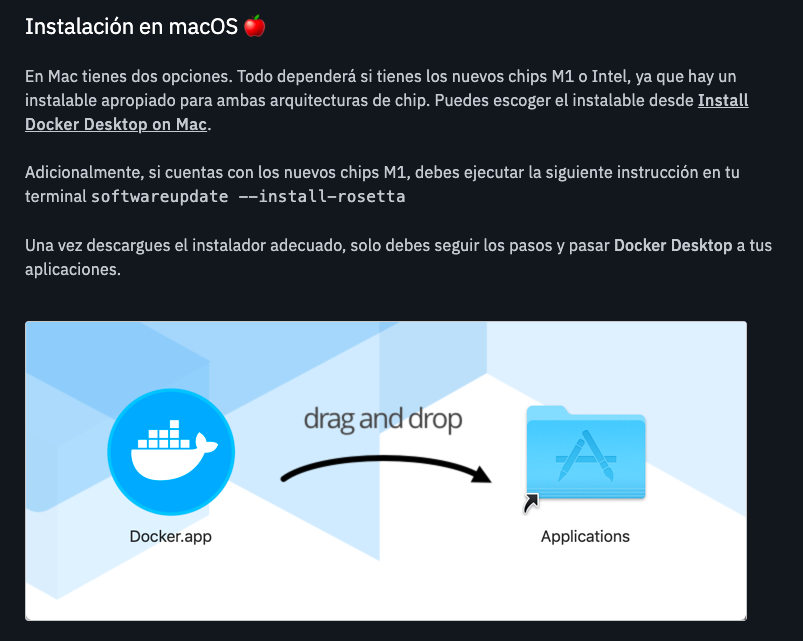 Instalación en macOS 🍎
En Mac tienes dos opciones. Todo dependerá si tienes los nuevos chips M1 o Intel, ya que hay un
instalable apropiado para ambas arquitecturas de chip. Puedes escoger el instalable desde Install
Docker Desktop on Mac.
Adicionalmente, si cuentas con los nuevos chips M1, debes ejecutar la siguiente instrucción en tu
terminal softwareupdate --install-rosetta
Una vez descargues el instalador adecuado, solo debes seguir los pasos y pasar Docker Desktop a tus
aplicaciones.
drag and drop
Docker.app
Applications